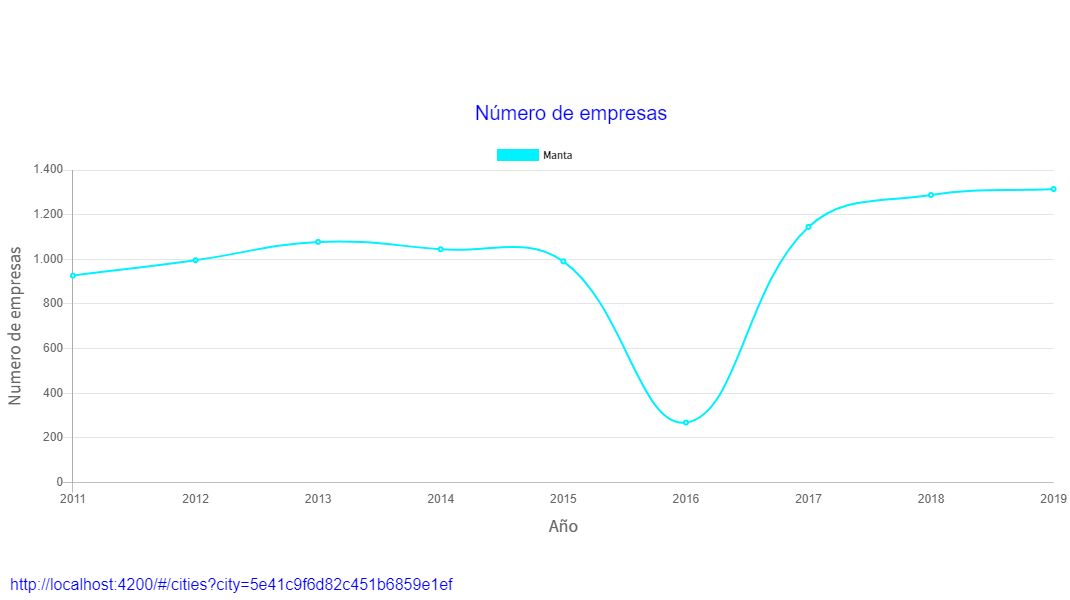 Número de empresas
Manta
1.400
1.200
1.000
800
600
400
200
0
Numero de empresas
2011 2012 2013 2014 2015 2016 2017 2018 2019
Año
http://localhost:4200/#/cities?city=5e41c9f6d82c451b6859e1ef